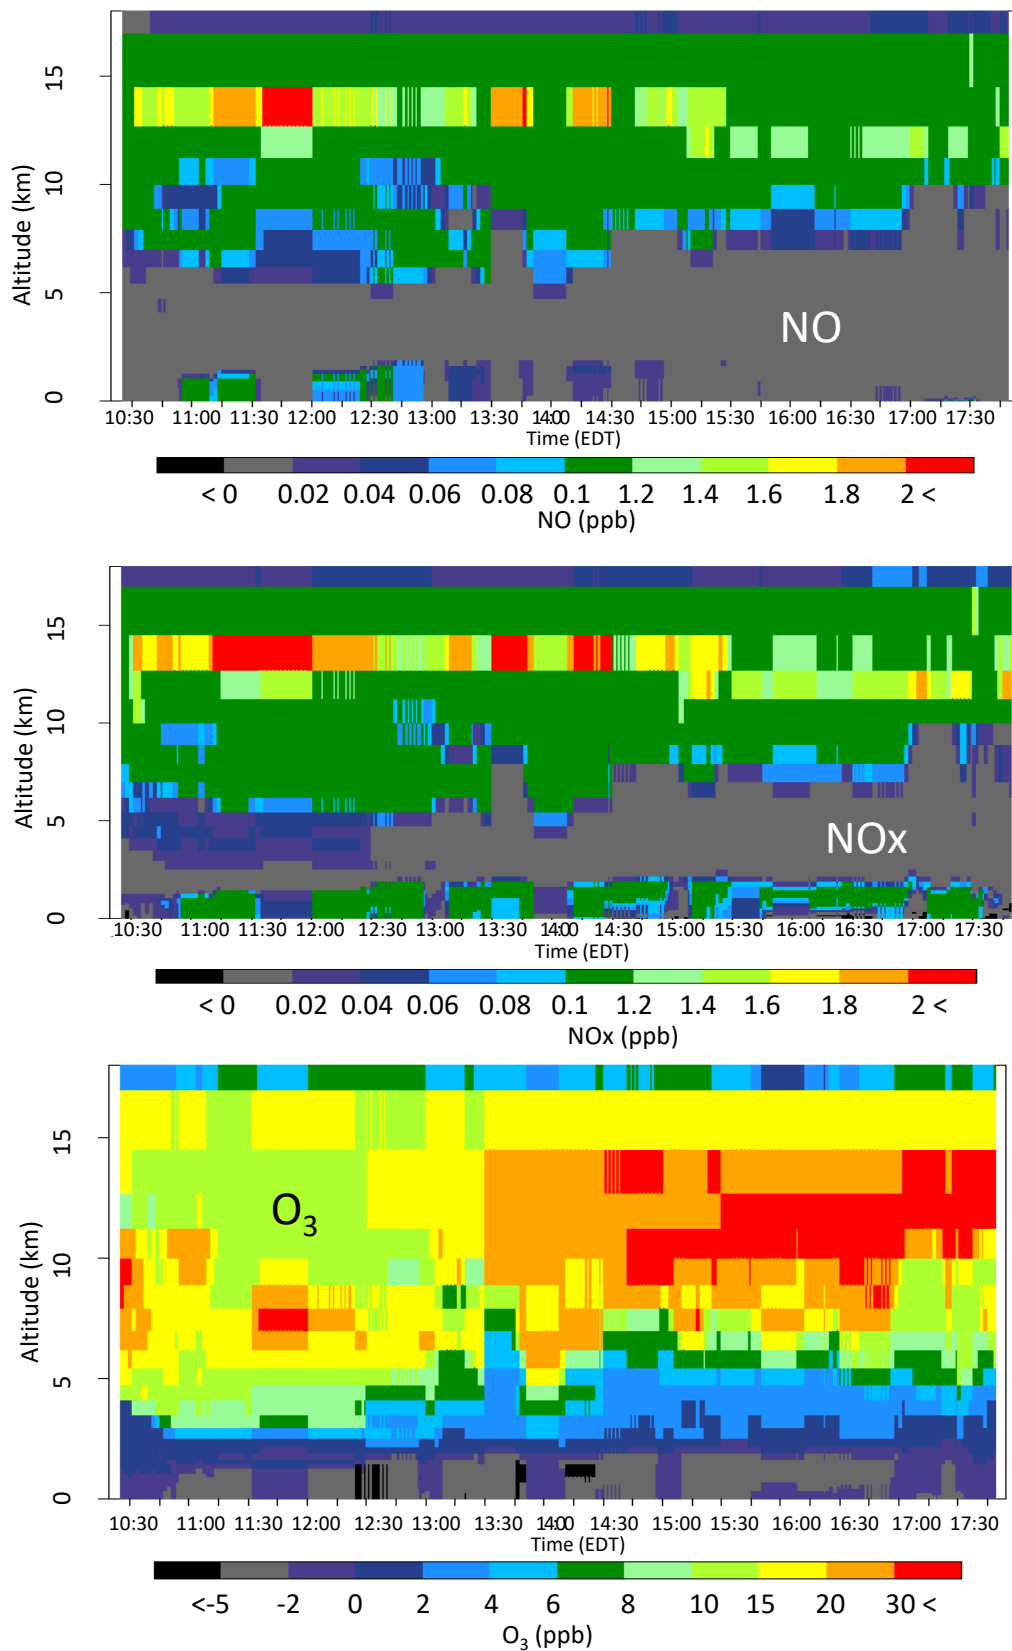 15
10
5
0
Altitude (km)
NO
10:30 11:00 11:30 12:00 12:30 13:00 13:30 14:00 14:30 15:00 15:30 16:00 16:30 17:00 17:30
Time (EDT)
< 0 0.02 0.04 0.06 0.08 0.1 1.2 1.4 1.6 1.8 2 <
NO (ppb)
15
10
5
0
Altitude (km)
NOx
10:30 11:00 11:30 12:00 12:30 13:00 13:30 14:00 14:30 15:00 15:30 16:00 16:30 17:00 17:30
Time (EDT)
< 0 0.02 0.04 0.06 0.08 0.1 1.2 1.4 1.6 1.8 2 <
NOx (ppb)
15
10
5
0
Altitude (km)
O3
10:30 11:00 11:30 12:00 12:30 13:00 13:30 14:00 14:30 15:00 15:30 16:00 16:30 17:00 17:30
Time (EDT)
<-5 -2 0 2 4 6 8 10 15 20 30 <
O3 (ppb)